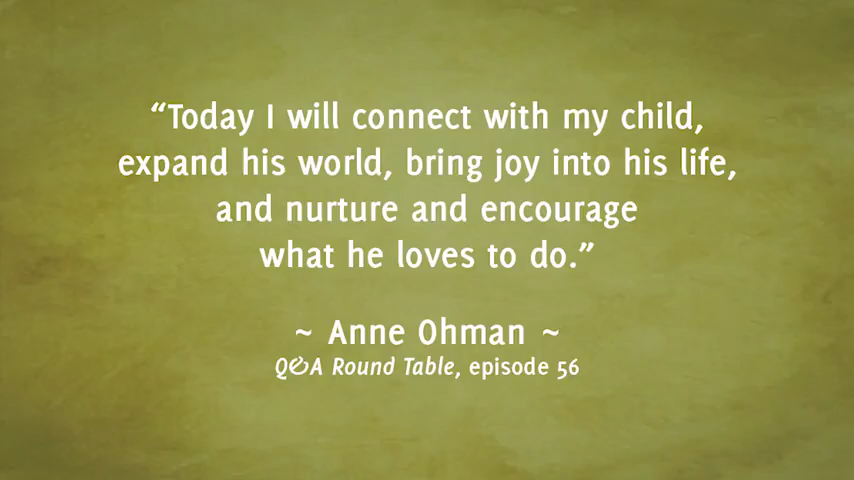 “Today I will connect with my child,
expand his world, bring joy into his life,
and nurture and encourage
what he loves to do.”
~ Anne Ohman ~
Q&A Round Table, episode 56